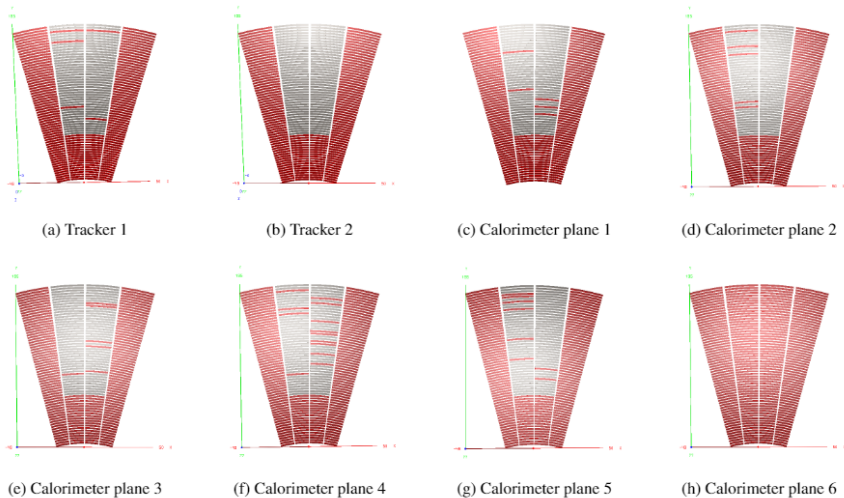 (a) Tracker 1
(b) Tracker 2
(c) Calorimeter plane 1
(d) Calorimeter plane 2
(e) Calorimeter plane 3
(f) Calorimeter plane 4
(g) Calorimeter plane 5
(h) Calorimeter plane 6